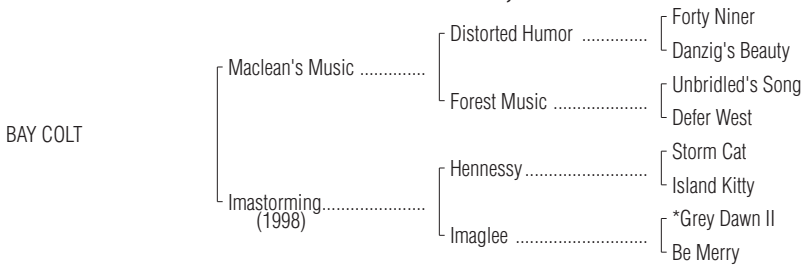 Forty Niner
Distorted Humor ..............
Danzig's Beauty
Maclean's Music ..............
Unbridled's Song
Forest Music ....................
Defer West
BAY COLT
Storm Cat
Hennessy..........................
Island Kitty
Imastorming......................
(1998)
*Grey Dawn II
Imaglee ............................
Be Merry